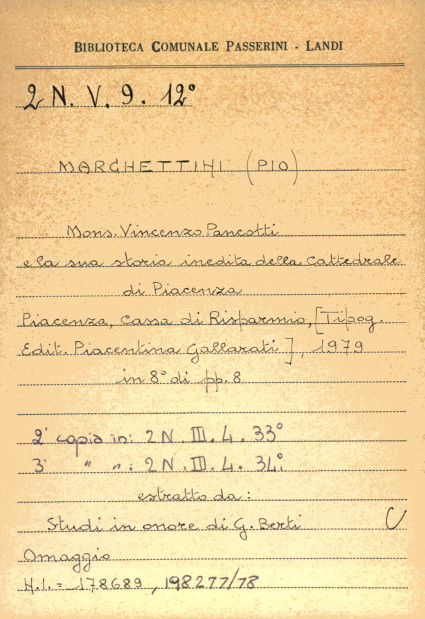 BIBLIOTECA COMUNALE PASSERINI - LANDI
2 N. V. 9. 12°
MARCHETTINI (PIO)
Mons. Vincenzo Pancotti
e la sua storia inedita della Cattedrale
di Piacenza
Piacenza, Cassa di Risparmio, [Tipog.
Edit. Piacentina Gallarati], 1979
in 8° di pp. 8
2ª copia in: 2 N. III. 4. 33°
3ª " " : 2 N. III. 4. 34°
estratto da:
Studi in onore di G. Berti
Omaggio
N.I. = 178689, 198277/78